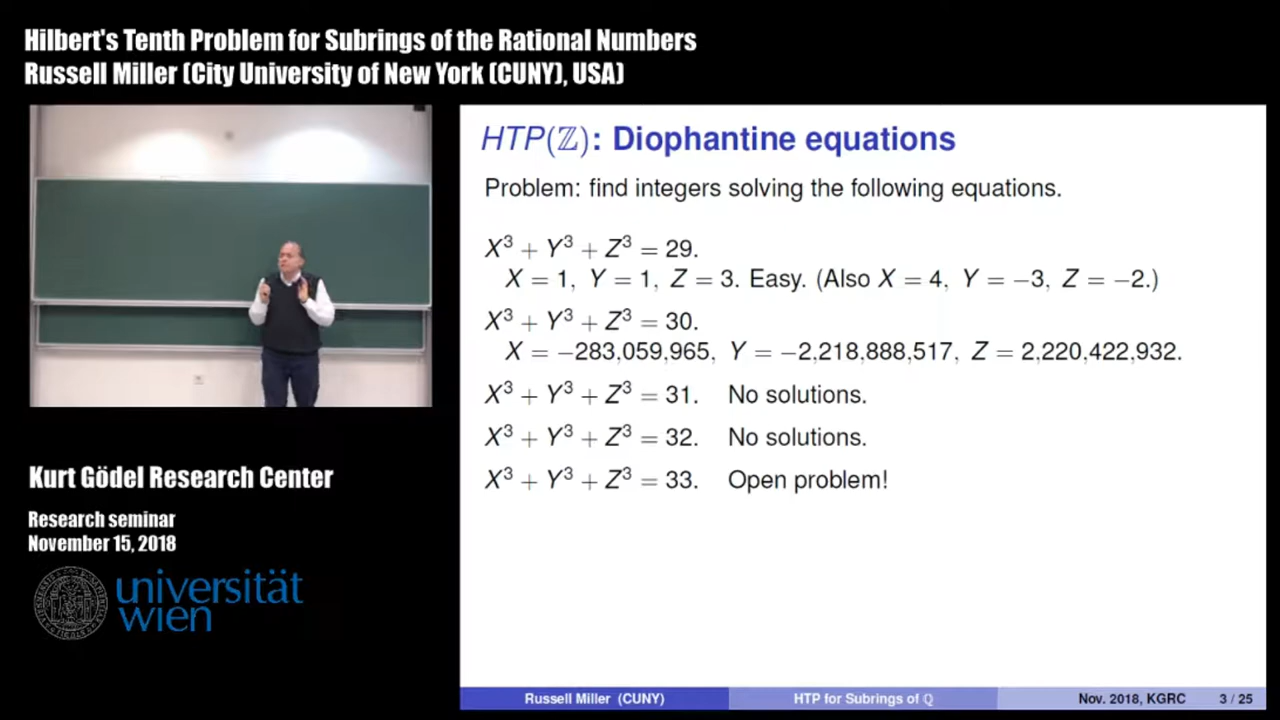 Hilbert's Tenth Problem for Subrings of the Rational Numbers
Russell Miller (City University of New York (CUNY), USA)
HTP(ℤ): Diophantine equations
Problem: find integers solving the following equations.
X³ + Y³ + Z³ = 29.
X = 1, Y = 1, Z = 3. Easy. (Also X = 4, Y = −3, Z = −2.)
X³ + Y³ + Z³ = 30.
X = −283,059,965, Y = −2,218,888,517, Z = 2,220,422,932.
X³ + Y³ + Z³ = 31. No solutions.
X³ + Y³ + Z³ = 32. No solutions.
X³ + Y³ + Z³ = 33. Open problem!
Kurt Gödel Research Center
Research seminar
November 15, 2018
universität
wien
Russell Miller (CUNY) HTP for Subrings of ℚ Nov. 2018, KGRC 3 / 25